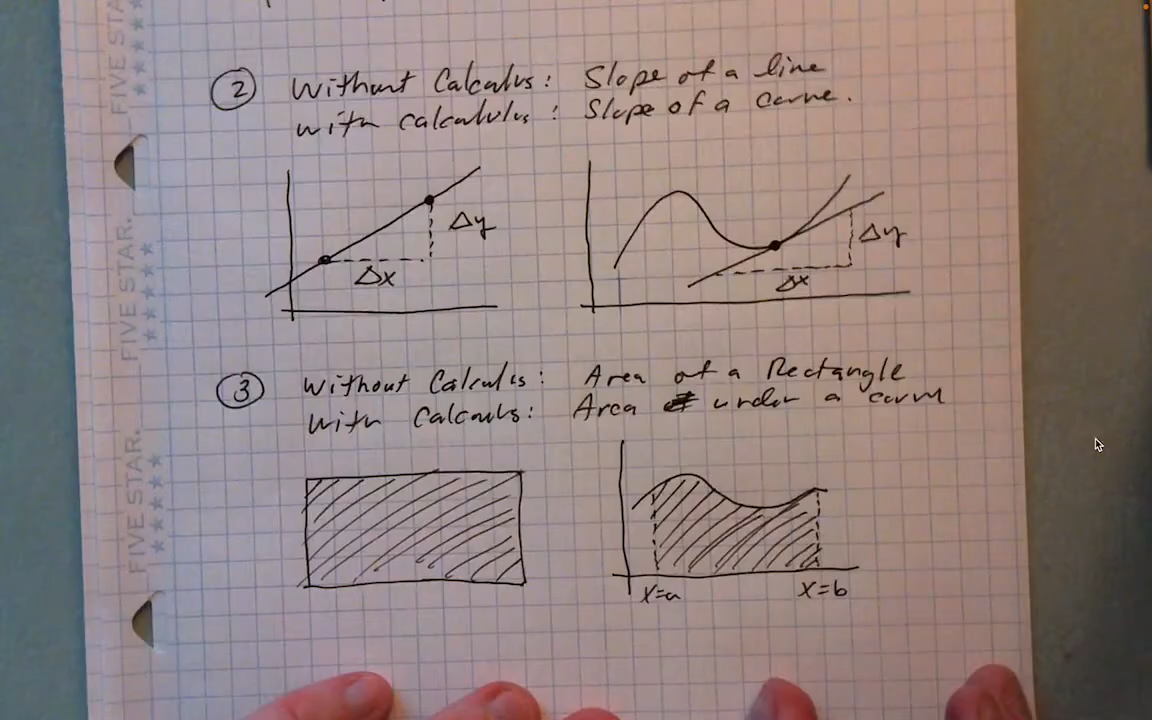 ② Without Calculus: Slope of a line
With calculus: Slope of a curve.
Δy
Δx
Δy
Δx
③ Without Calculus: Area of a Rectangle
With Calculus: Area under a curve
x=a
x=b
FIVE STAR.
FIVE STAR.
FIVE STAR.